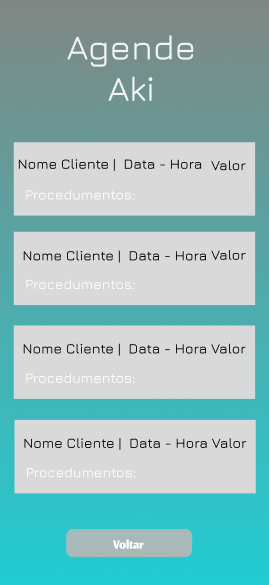 Agende
Aki
Nome Cliente | Data - Hora Valor
Procedumentos:
Nome Cliente | Data - Hora Valor
Procedumentos:
Nome Cliente | Data - Hora Valor
Procedumentos:
Nome Cliente | Data - Hora Valor
Procedumentos:
Voltar